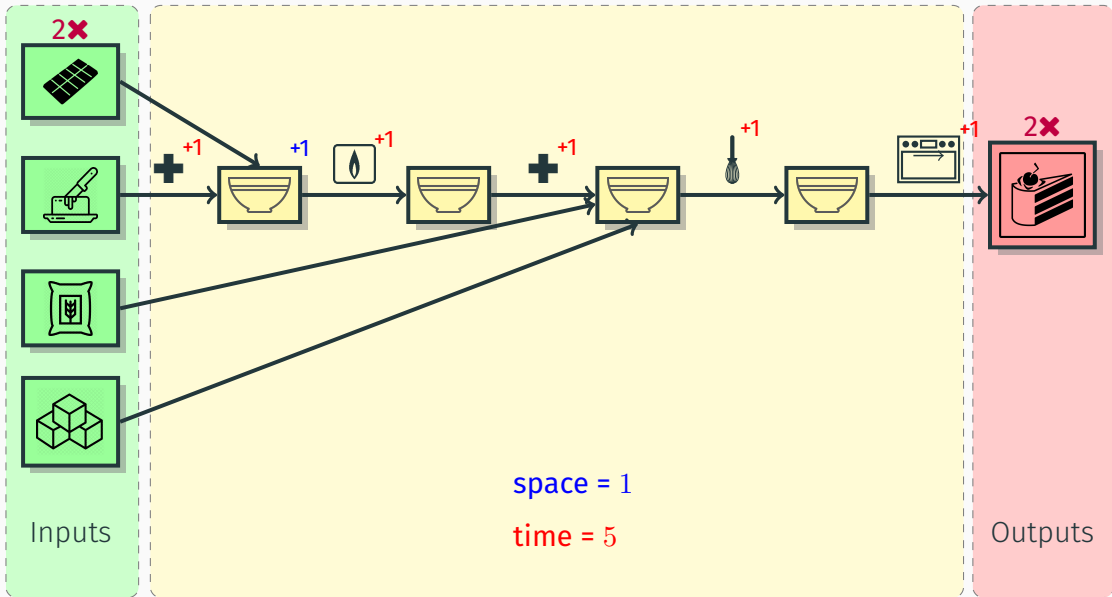 2✖
+1
+1
+1
+1
+1
+1
2✖
space = 1
time = 5
Inputs
Outputs